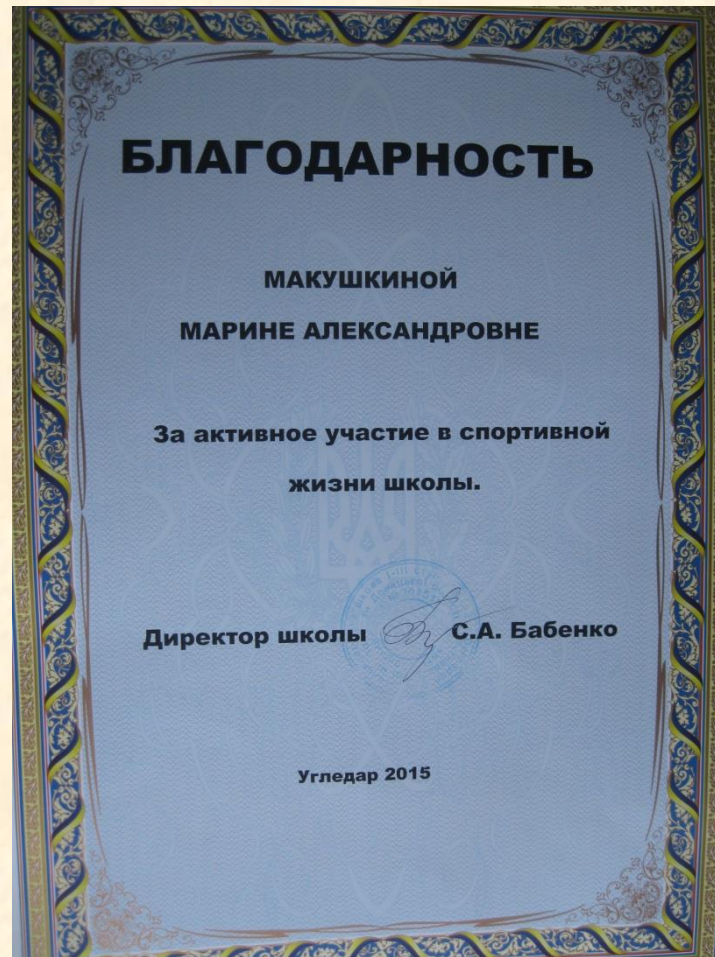 БЛАГОДАРНОСТЬ
МАКУШКИНОЙ
МАРИНЕ АЛЕКСАНДРОВНЕ
За активное участие в спортивной
жизни школы.
Директор школы С.А. Бабенко
Угледар 2015